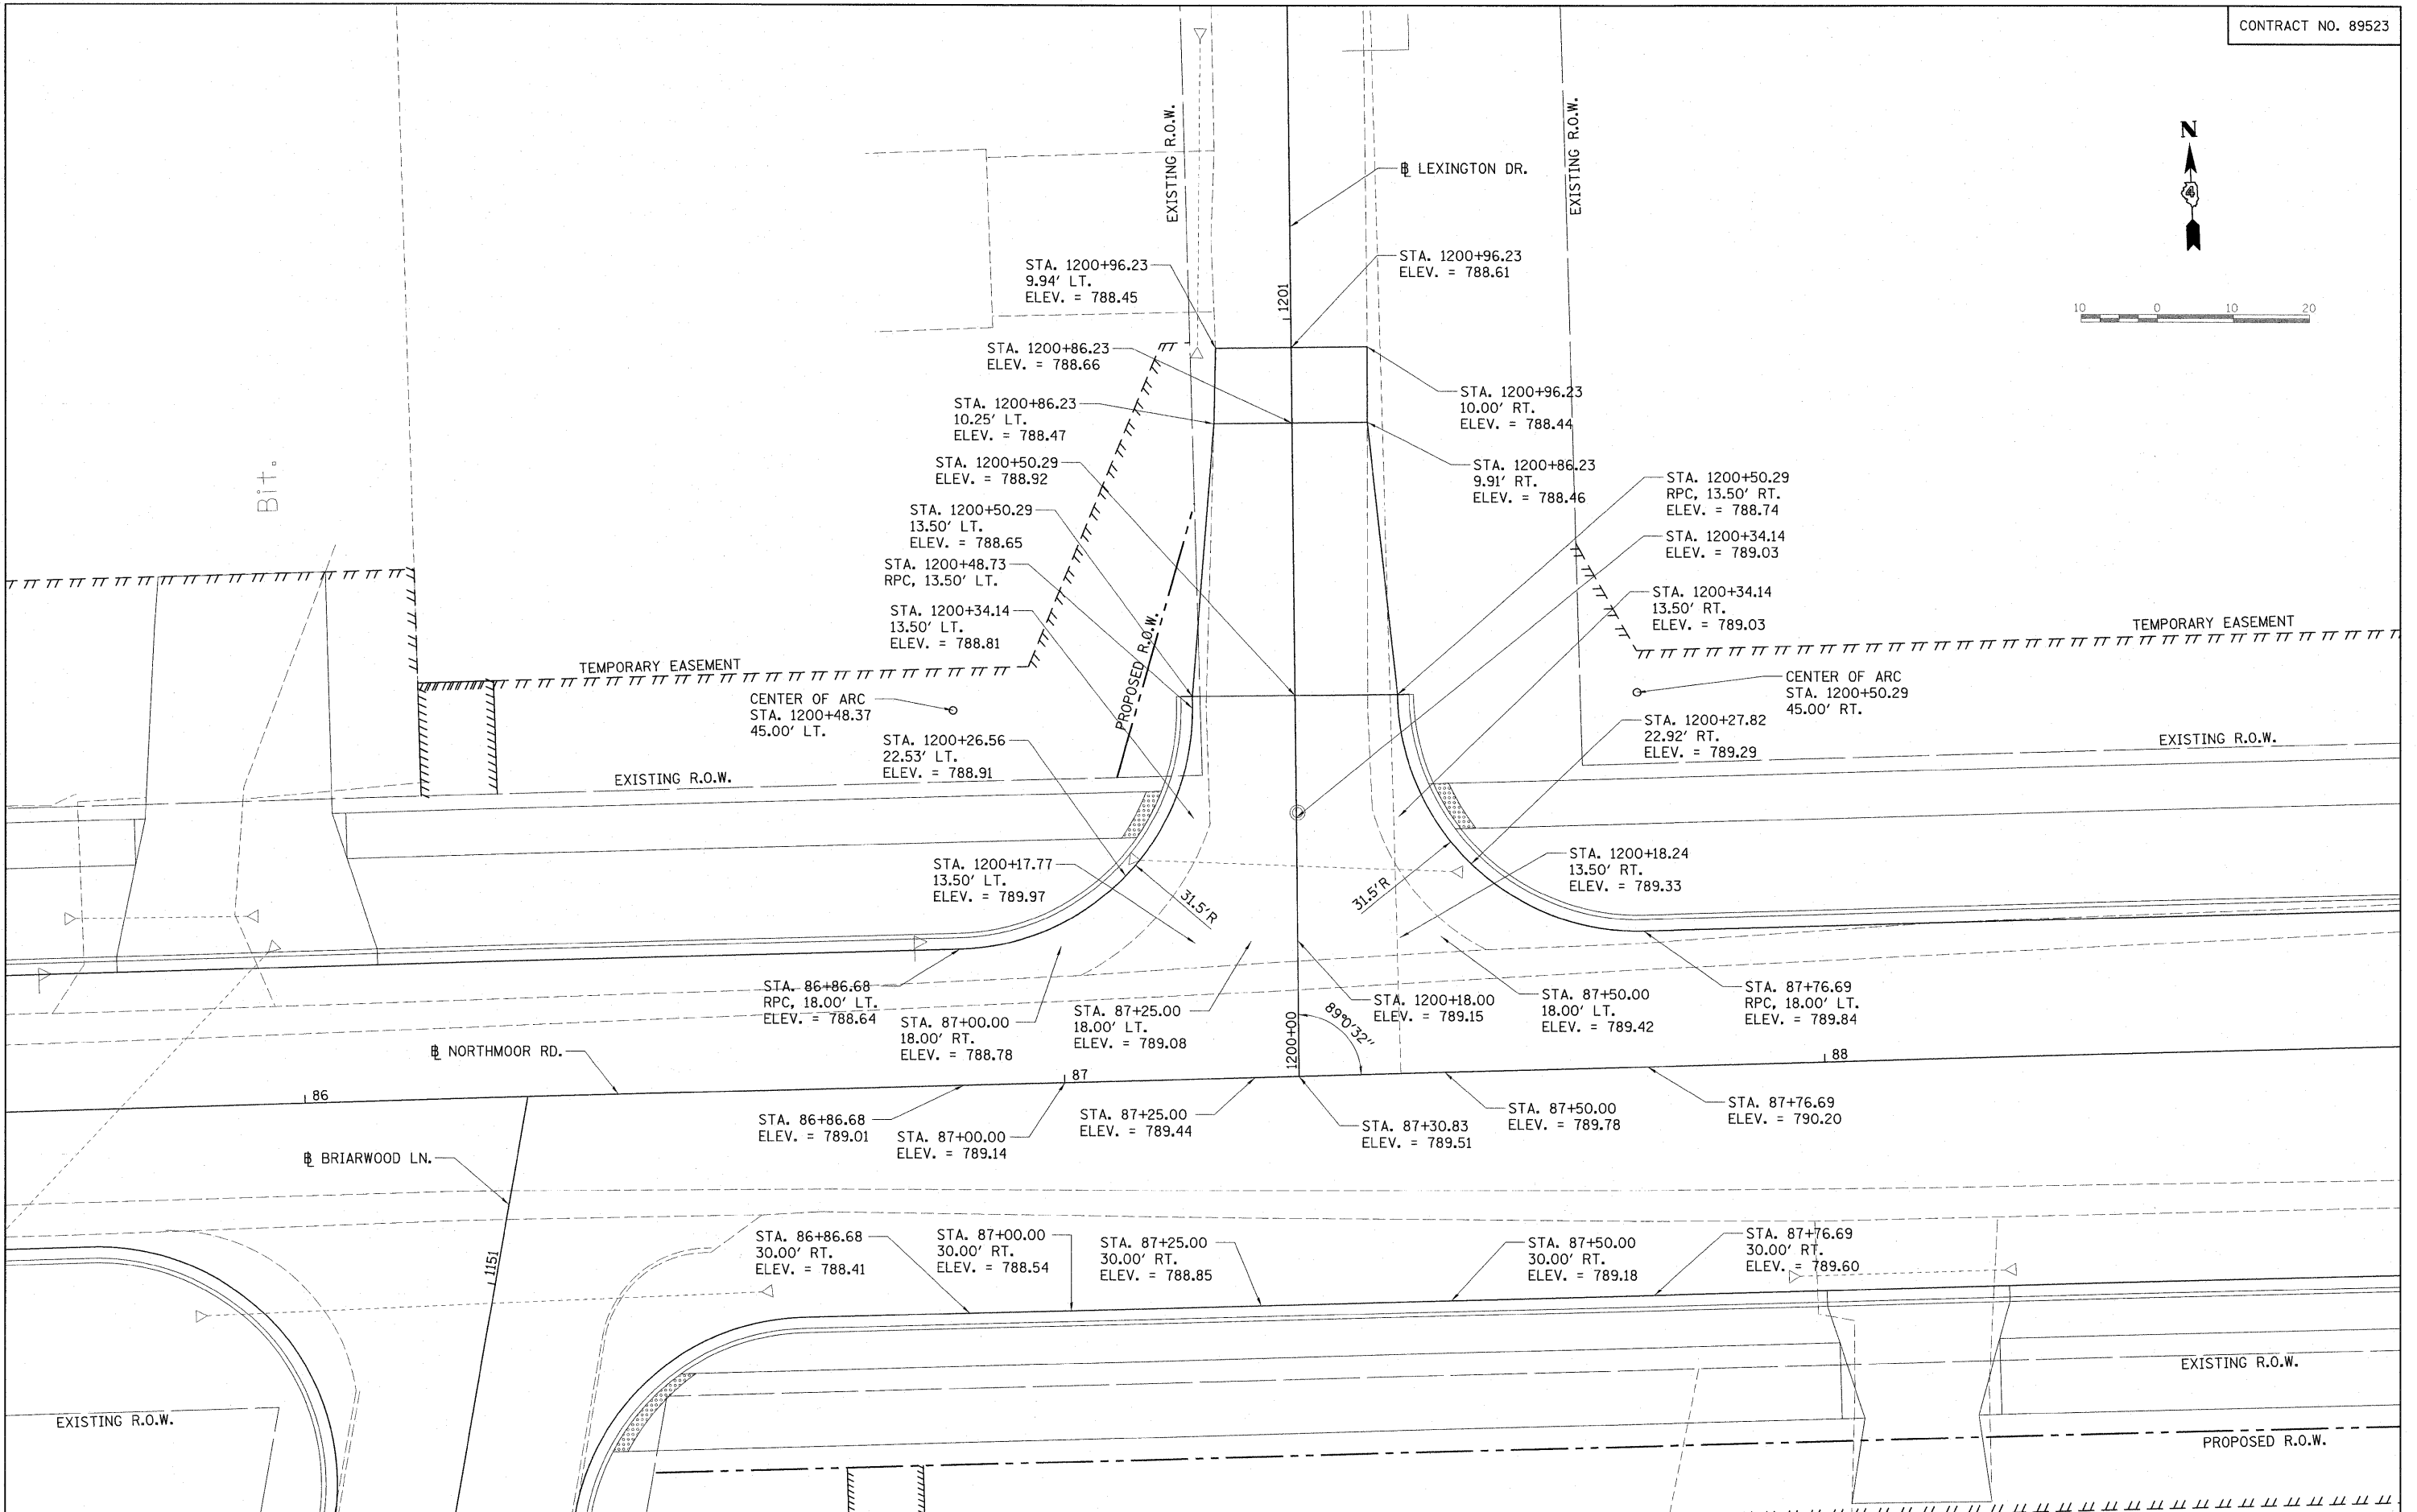 CONTRACT NO. 89523
N
4
10 0 10 20
EXISTING R.O.W.
EXISTING R.O.W.
℄ LEXINGTON DR.
STA. 1200+96.23
9.94' LT.
ELEV. = 788.45
STA. 1200+96.23
ELEV. = 788.61
1201
STA. 1200+86.23
ELEV. = 788.66
STA. 1200+96.23
10.00' RT.
ELEV. = 788.44
STA. 1200+86.23
10.25' LT.
ELEV. = 788.47
STA. 1200+50.29
ELEV. = 788.92
STA. 1200+86.23
9.91' RT.
ELEV. = 788.46
STA. 1200+50.29
RPC, 13.50' RT.
ELEV. = 788.74
Bit.
STA. 1200+50.29
13.50' LT.
ELEV. = 788.65
STA. 1200+34.14
ELEV. = 789.03
STA. 1200+48.73
RPC, 13.50' LT.
STA. 1200+34.14
13.50' RT.
ELEV. = 789.03
STA. 1200+34.14
13.50' LT.
ELEV. = 788.81
PROPOSED R.O.W.
TEMPORARY EASEMENT
TEMPORARY EASEMENT
CENTER OF ARC
STA. 1200+48.37
45.00' LT.
CENTER OF ARC
STA. 1200+50.29
45.00' RT.
STA. 1200+26.56
22.53' LT.
ELEV. = 788.91
STA. 1200+27.82
22.92' RT.
ELEV. = 789.29
EXISTING R.O.W.
EXISTING R.O.W.
STA. 1200+17.77
13.50' LT.
ELEV. = 789.97
31.5'R
31.5'R
STA. 1200+18.24
13.50' RT.
ELEV. = 789.33
STA. 86+86.68
RPC, 18.00' LT.
ELEV. = 788.64
STA. 87+00.00
18.00' RT.
ELEV. = 788.78
STA. 87+25.00
18.00' LT.
ELEV. = 789.08
STA. 1200+18.00
ELEV. = 789.15
STA. 87+50.00
18.00' LT.
ELEV. = 789.42
STA. 87+76.69
RPC, 18.00' LT.
ELEV. = 789.84
1200+00
89°0'32"
℄ NORTHMOOR RD.
86
87
88
STA. 86+86.68
ELEV. = 789.01
STA. 87+00.00
ELEV. = 789.14
STA. 87+25.00
ELEV. = 789.44
STA. 87+30.83
ELEV. = 789.51
STA. 87+50.00
ELEV. = 789.78
STA. 87+76.69
ELEV. = 790.20
℄ BRIARWOOD LN.
1151
STA. 86+86.68
30.00' RT.
ELEV. = 788.41
STA. 87+00.00
30.00' RT.
ELEV. = 788.54
STA. 87+25.00
30.00' RT.
ELEV. = 788.85
STA. 87+50.00
30.00' RT.
ELEV. = 789.18
STA. 87+76.69
30.00' RT.
ELEV. = 789.60
EXISTING R.O.W.
EXISTING R.O.W.
PROPOSED R.O.W.